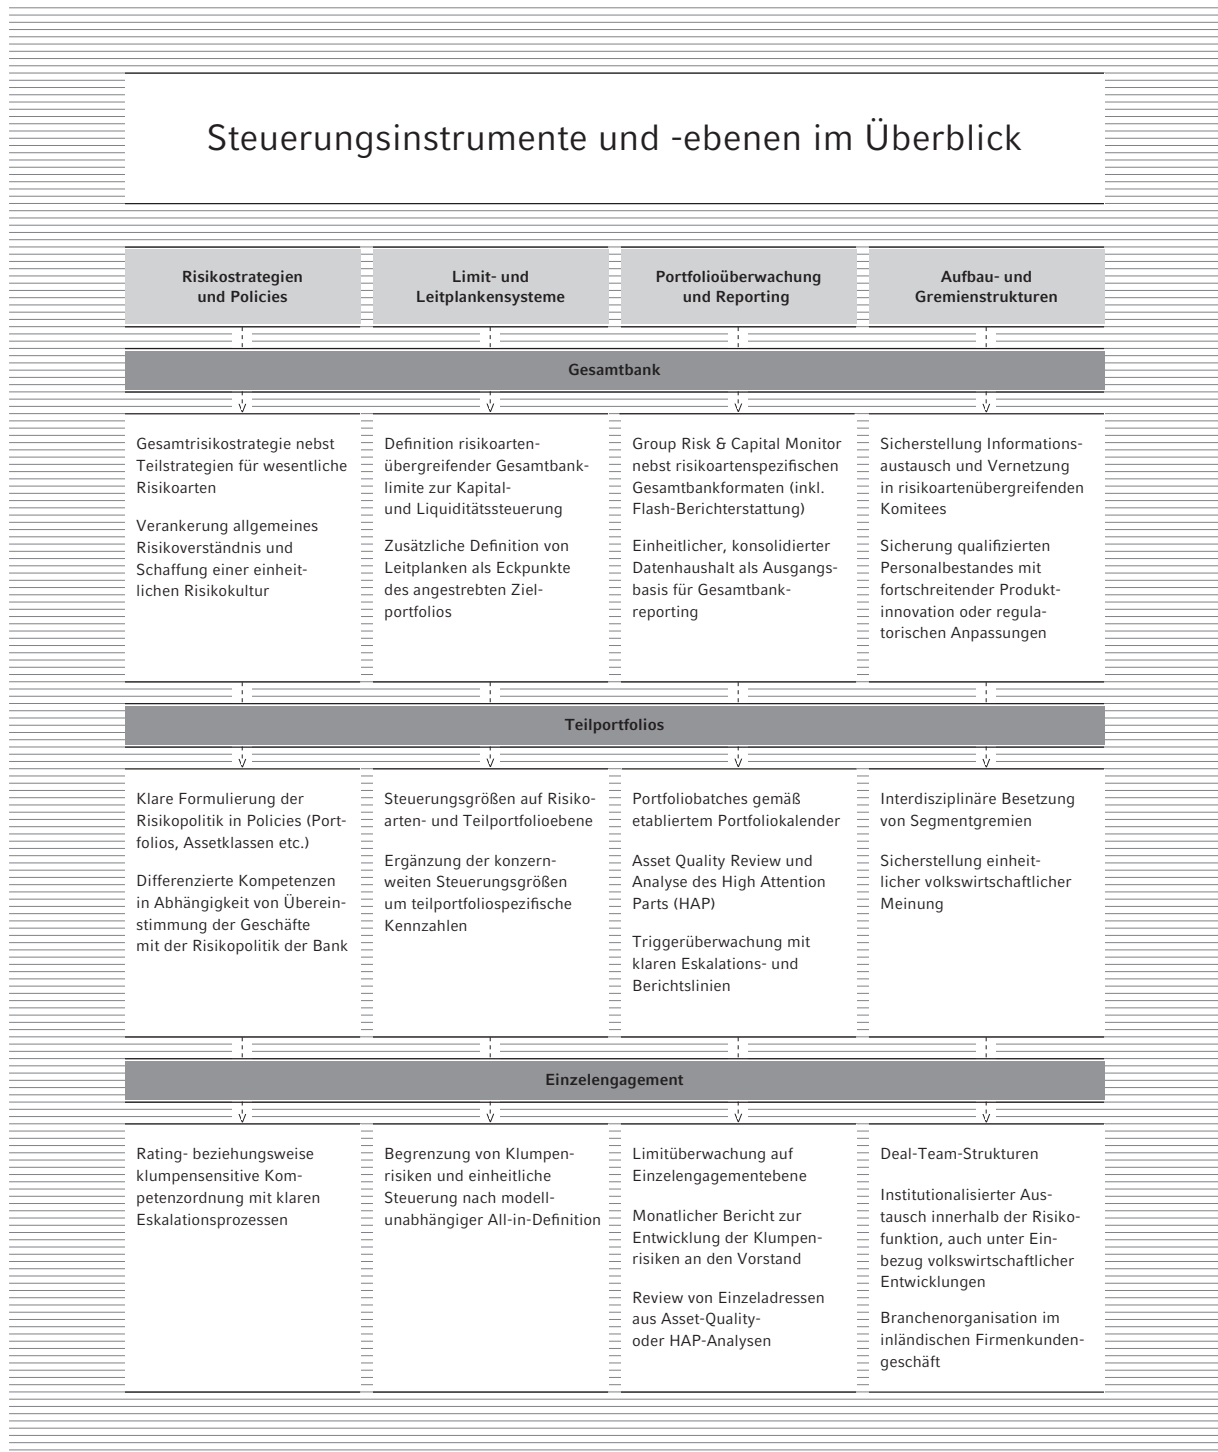 Steuerungsinstrumente und -ebenen im Überblick
Risikostrategien
und Policies
Limit- und
Leitplankensysteme
Portfolioüberwachung
und Reporting
Aufbau- und
Gremienstrukturen
Gesamtbank
Gesamtrisikostrategie nebst
Teilstrategien für wesentliche
Risikoarten
Verankerung allgemeines
Risikoverständnis und
Schaffung einer einheit-
lichen Risikokultur
Definition risikoarten-
übergreifender Gesamtbank-
limite zur Kapital-
und Liquiditätssteuerung
Zusätzliche Definition von
Leitplanken als Eckpunkte
des angestrebten Ziel-
portfolios
Group Risk & Capital Monitor
nebst risikoartenspezifischen
Gesamtbankformaten (inkl.
Flash-Berichterstattung)
Einheitlicher, konsolidierter
Datenhaushalt als Ausgangs-
basis für Gesamtbank-
reporting
Sicherstellung Informations-
austausch und Vernetzung
in risikoartenübergreifenden
Komitees
Sicherung qualifizierten
Personalbestandes mit
fortschreitender Produkt-
innovation oder regula-
torischen Anpassungen
Teilportfolios
Klare Formulierung der
Risikopolitik in Policies (Port-
folios, Assetklassen etc.)
Differenzierte Kompetenzen
in Abhängigkeit von Überein-
stimmung der Geschäfte
mit der Risikopolitik der Bank
Steuerungsgrößen auf Risiko-
arten- und Teilportfolioebene
Ergänzung der konzern-
weiten Steuerungsgrößen
um teilportfoliospezifische
Kennzahlen
Portfoliobatches gemäß
etabliertem Portfoliokalender
Asset Quality Review und
Analyse des High Attention
Parts (HAP)
Triggerüberwachung mit
klaren Eskalations- und
Berichtslinien
Interdisziplinäre Besetzung
von Segmentgremien
Sicherstellung einheit-
licher volkswirtschaftlicher
Meinung
Einzelengagement
Rating- beziehungsweise
klumpensensitive Kom-
petenzordnung mit klaren
Eskalationsprozessen
Begrenzung von Klumpen-
risiken und einheitliche
Steuerung nach modell-
unabhängiger All-in-Definition
Limitüberwachung auf
Einzelengagementebene
Monatlicher Bericht zur
Entwicklung der Klumpen-
risiken an den Vorstand
Review von Einzeladressen
aus Asset-Quality-
oder HAP-Analysen
Deal-Team-Strukturen
Institutionalisierter Aus-
tausch innerhalb der Risiko-
funktion, auch unter Ein-
bezug volkswirtschaftlicher
Entwicklungen
Branchenorganisation im
inländischen Firmenkunden-
geschäft